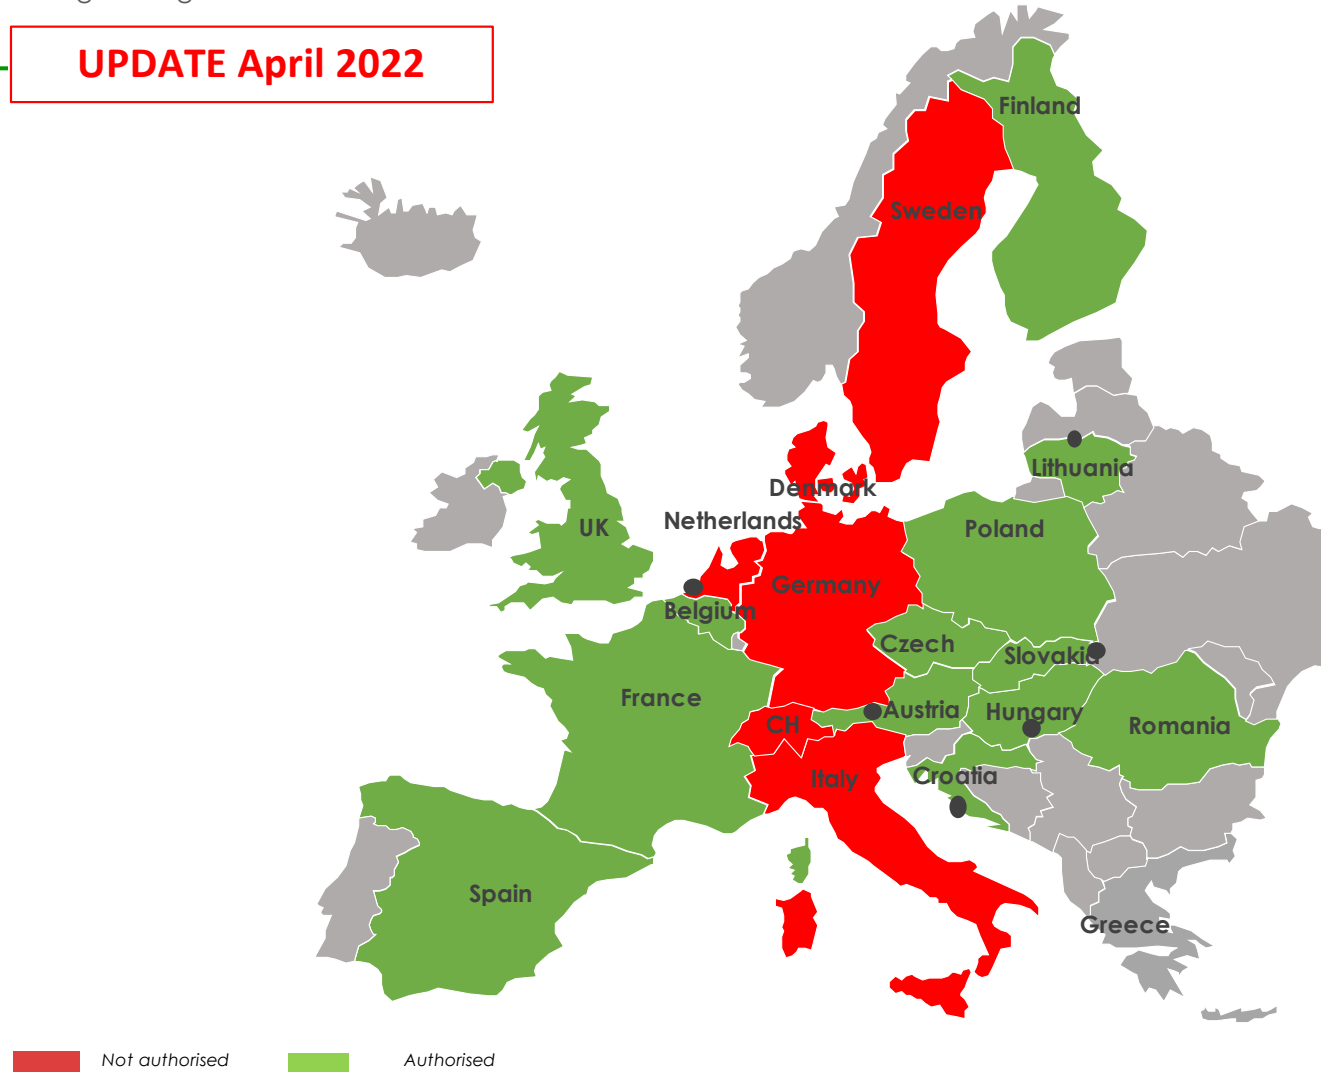 UPDATE April 2022
Finland
Sweden
Lithuania
Denmark
Netherlands
UK
Poland
Germany
Belgium
Czech
Slovakia
France
Austria
Hungary
CH
Romania
Italy
Croatia
Spain
Greece
Not authorised
Authorised